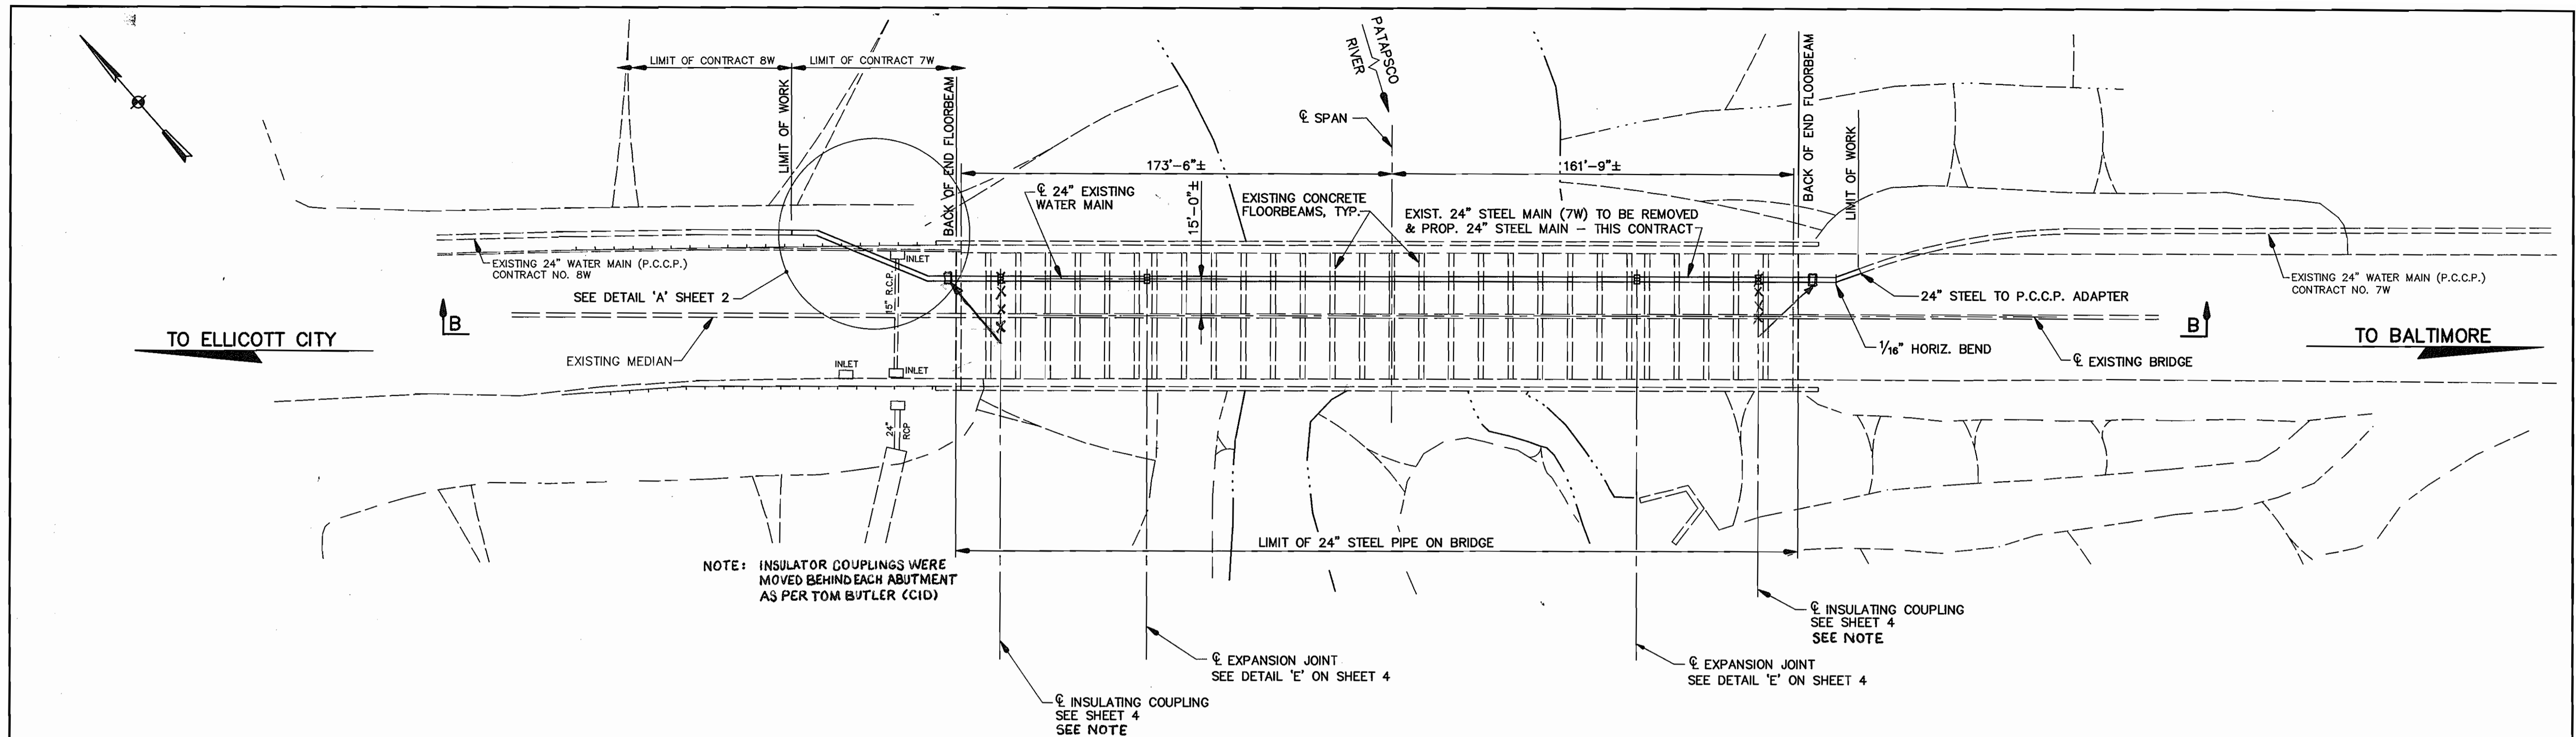 LIMIT OF CONTRACT 8W
LIMIT OF CONTRACT 7W
LIMIT OF WORK
BACK OF END FLOORBEAM
PATAPSCO
RIVER
℄ SPAN
BACK OF END FLOORBEAM
LIMIT OF WORK
173'-6"±
161'-9"±
℄ 24" EXISTING
WATER MAIN
15'-0"±
EXISTING CONCRETE
FLOORBEAMS, TYP.
EXIST. 24" STEEL MAIN (7W) TO BE REMOVED
& PROP. 24" STEEL MAIN - THIS CONTRACT
EXISTING 24" WATER MAIN (P.C.C.P.)
CONTRACT NO. 8W
INLET
15" R.C.P.
SEE DETAIL 'A' SHEET 2
EXISTING 24" WATER MAIN (P.C.C.P.)
CONTRACT NO. 7W
24" STEEL TO P.C.C.P. ADAPTER
B
B
TO ELLICOTT CITY
TO BALTIMORE
EXISTING MEDIAN
1/16" HORIZ. BEND
℄ EXISTING BRIDGE
INLET
INLET
24"
RCP
LIMIT OF 24" STEEL PIPE ON BRIDGE
NOTE: INSULATOR COUPLINGS WERE
MOVED BEHIND EACH ABUTMENT
AS PER TOM BUTLER (CID)
℄ INSULATING COUPLING
SEE SHEET 4
SEE NOTE
℄ EXPANSION JOINT
SEE DETAIL 'E' ON SHEET 4
℄ EXPANSION JOINT
SEE DETAIL 'E' ON SHEET 4
℄ INSULATING COUPLING
SEE SHEET 4
SEE NOTE